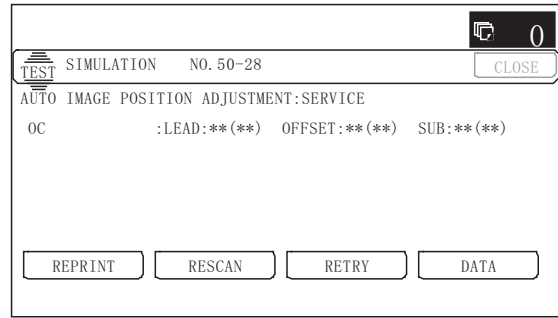 0
TEST SIMULATION NO.50-28 CLOSE
AUTO IMAGE POSITION ADJUSTMENT:SERVICE
OC :LEAD:**(**) OFFSET:**(**) SUB:**(**)
REPRINT RESCAN RETRY DATA